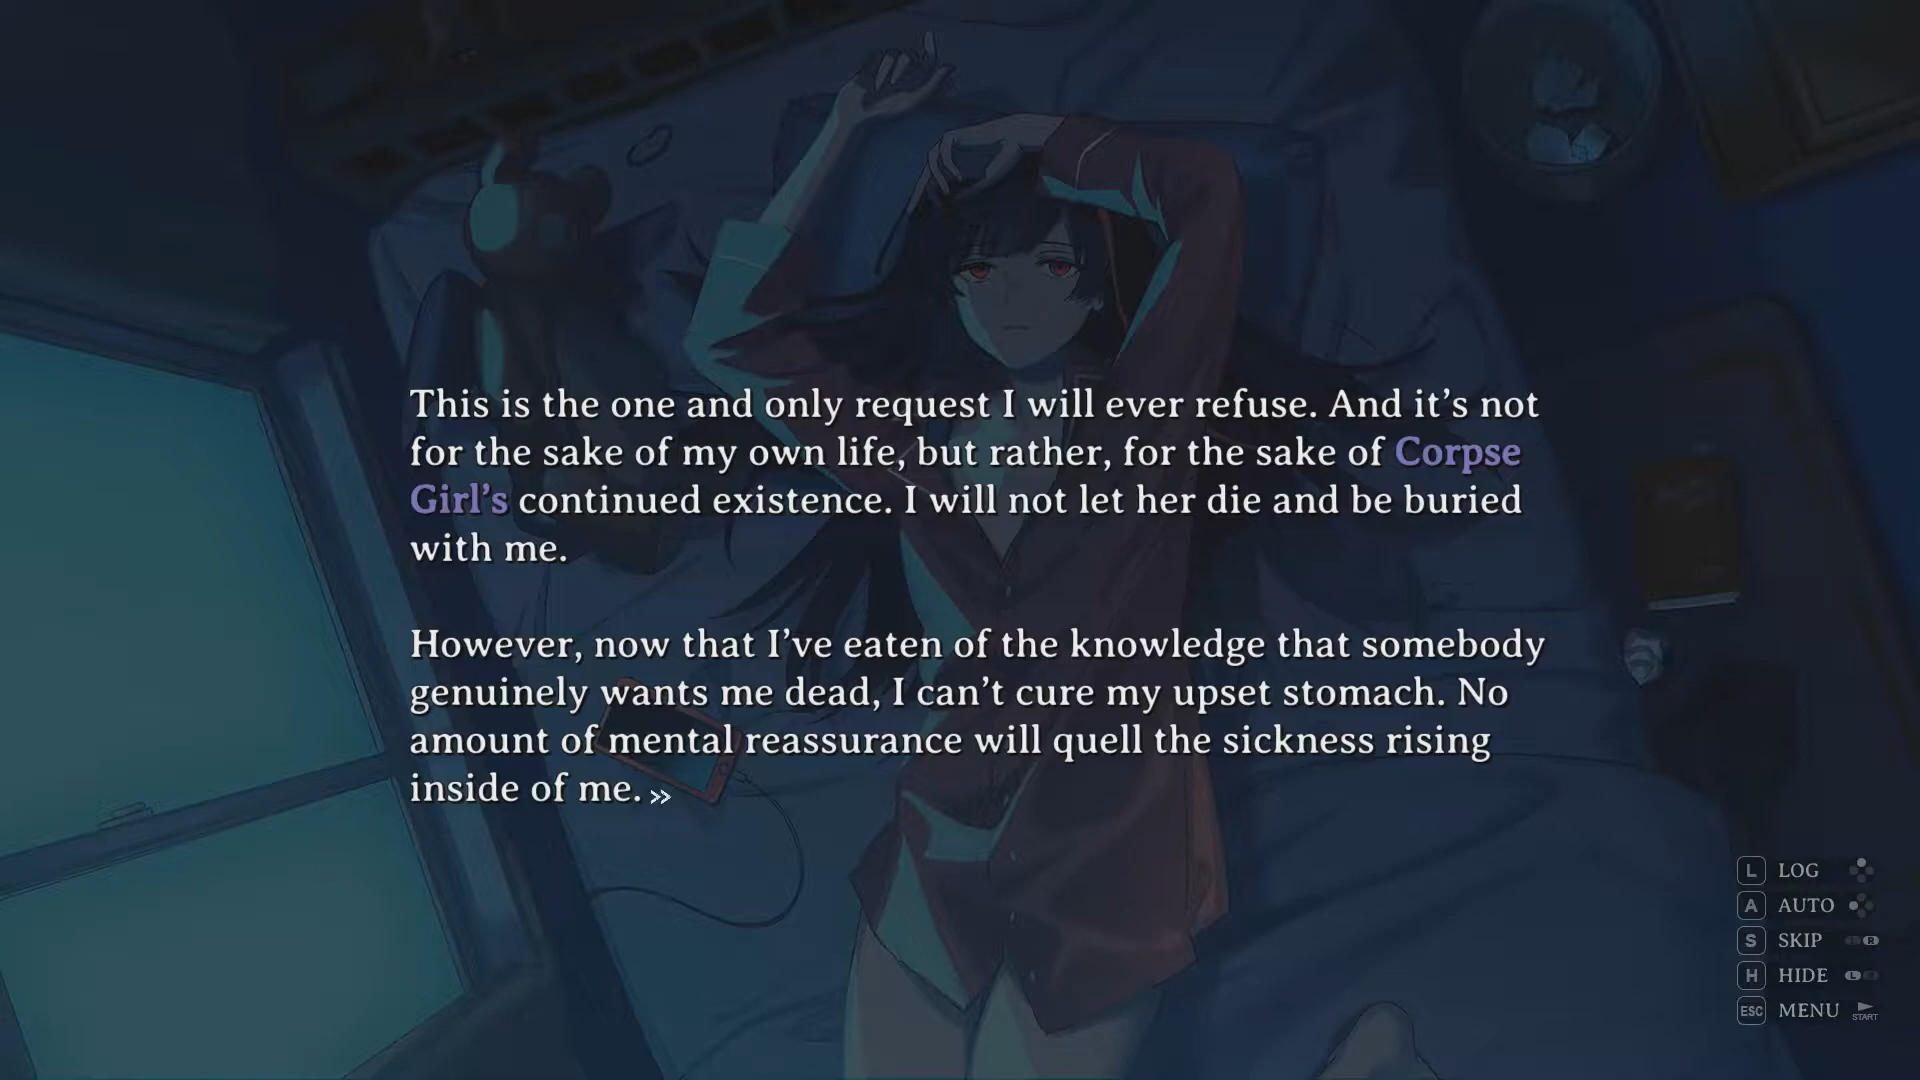 This is the one and only request I will ever refuse. And it’s not
for the sake of my own life, but rather, for the sake of Corpse
Girl’s continued existence. I will not let her die and be buried
with me.
However, now that I’ve eaten of the knowledge that somebody
genuinely wants me dead, I can’t cure my upset stomach. No
amount of mental reassurance will quell the sickness rising
inside of me. »
L LOG
A AUTO
S SKIP R
H HIDE L
ESC MENU START